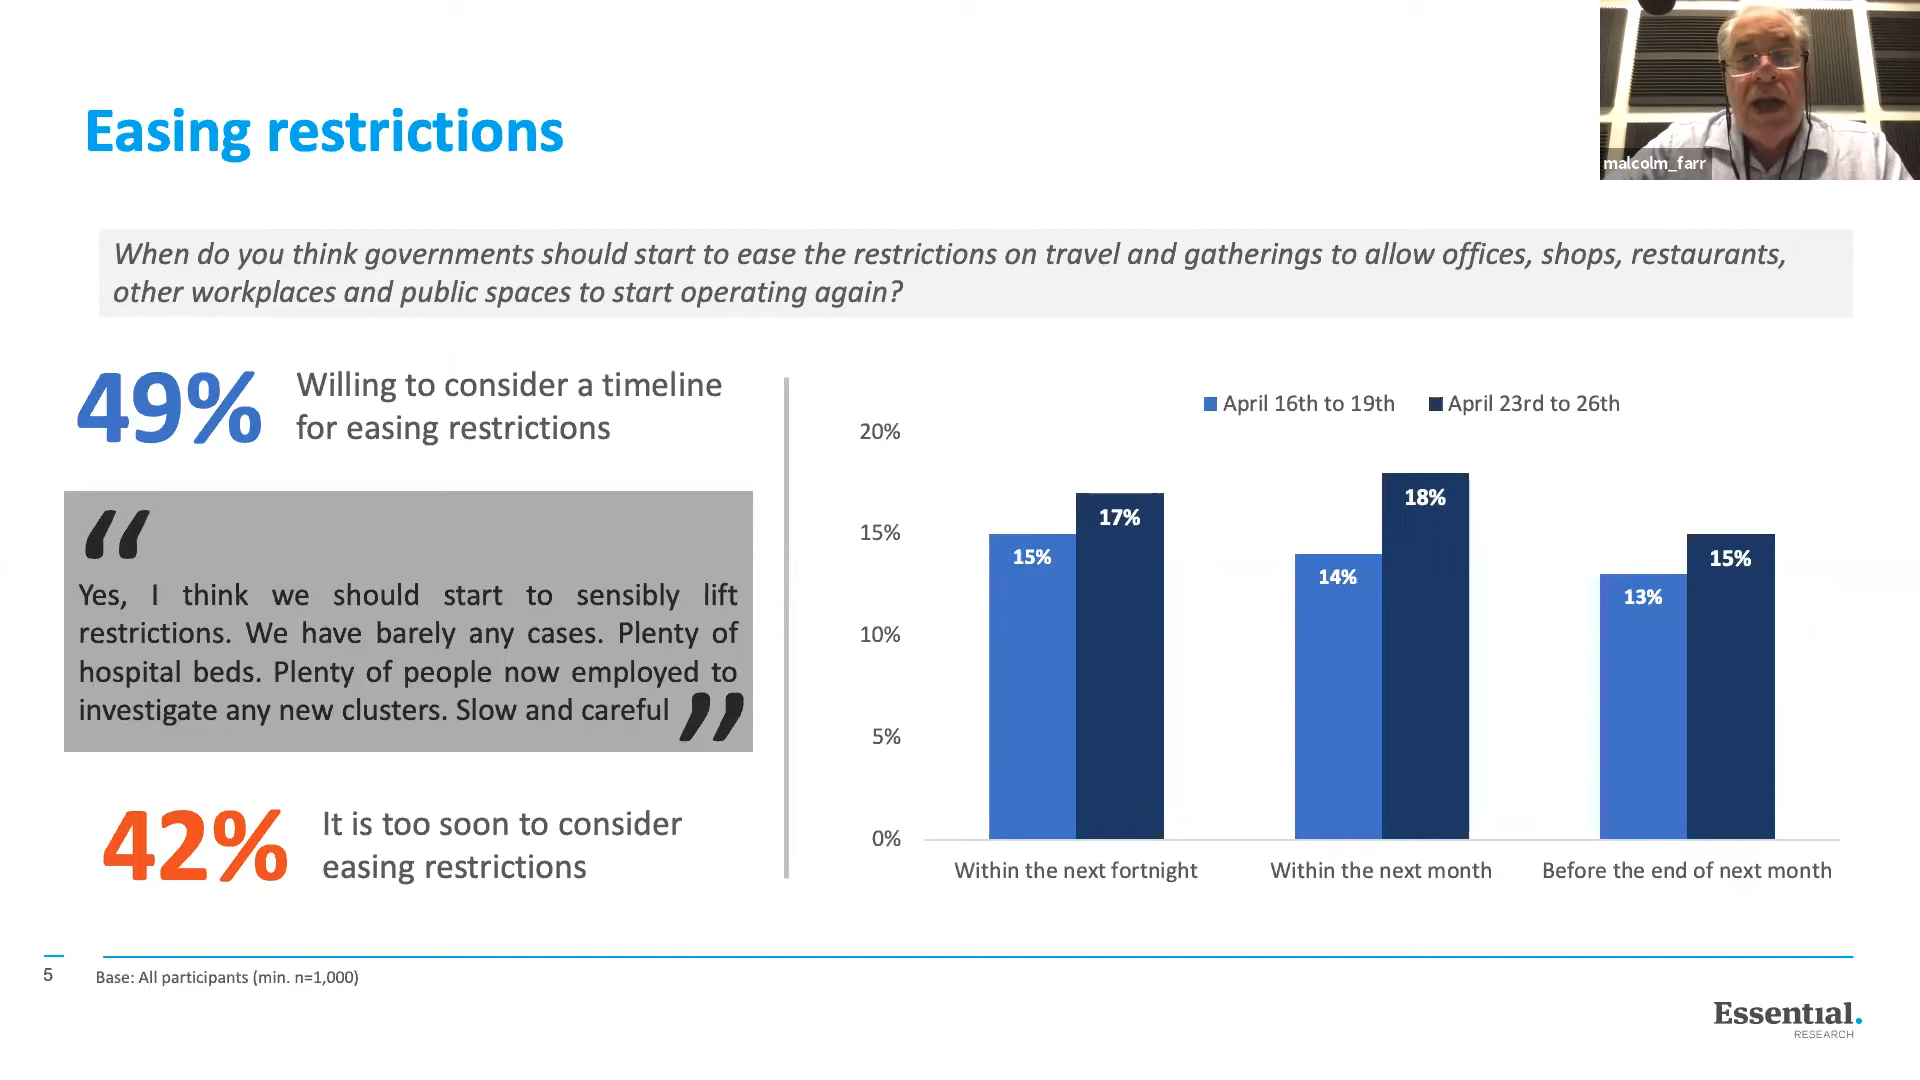 malcolm_farr
Easing restrictions
When do you think governments should start to ease the restrictions on travel and gatherings to allow offices, shops, restaurants,
other workplaces and public spaces to start operating again?
49%
Willing to consider a timeline
for easing restrictions
“
Yes, I think we should start to sensibly lift
restrictions. We have barely any cases. Plenty of
hospital beds. Plenty of people now employed to
investigate any new clusters. Slow and careful
”
42%
It is too soon to consider
easing restrictions
April 16th to 19th
April 23rd to 26th
20%
15%
10%
5%
0%
15%
17%
14%
18%
13%
15%
Within the next fortnight
Within the next month
Before the end of next month
5
Base: All participants (min. n=1,000)
Essential.
RESEARCH